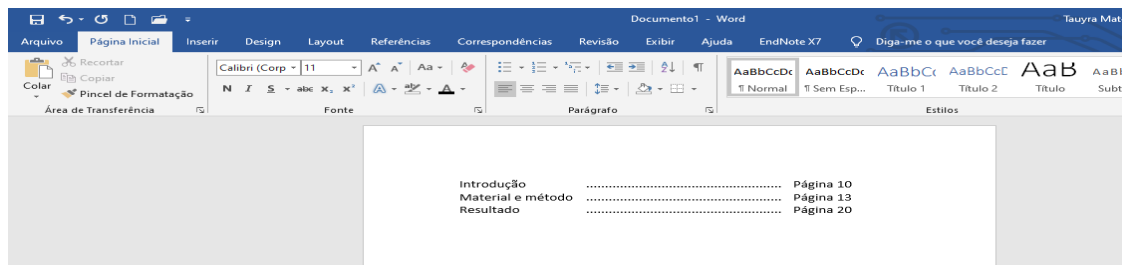 Documento1 - Word
Tauyra Mat
Arquivo Página Inicial Inserir Design Layout Referências Correspondências Revisão Exibir Ajuda EndNote X7 Diga-me o que você deseja fazer
Colar
Recortar
Copiar
Pincel de Formatação
Calibri (Corp 11 A A Aa
N I S abc X₂ X² A A
AaBbCcDc AaBbCcDc AaBbCc AaBbCcE AaB AaBl
¶ Normal ¶ Sem Esp... Título 1 Título 2 Título Subt
Área de Transferência Fonte Parágrafo Estilos
Introdução .................................................... Página 10
Material e método .................................................... Página 13
Resultado .................................................... Página 20